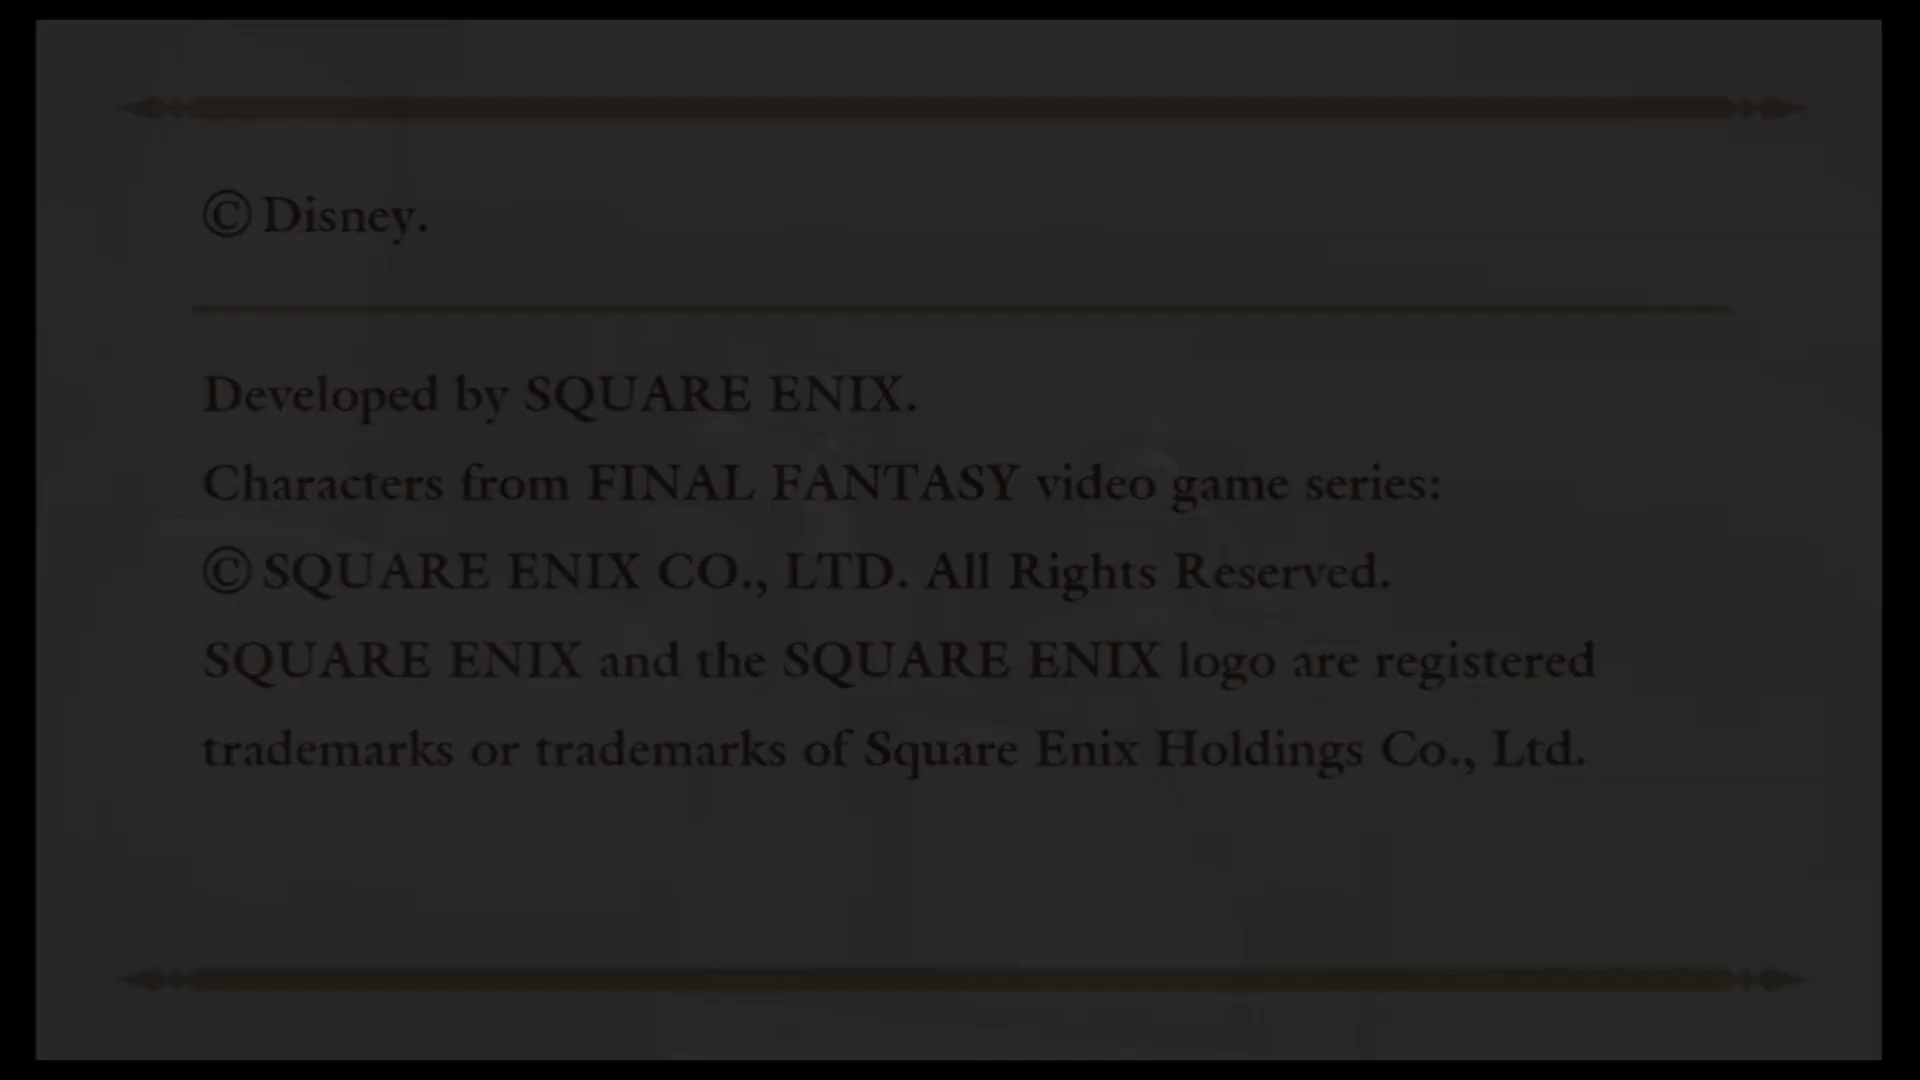 © Disney.
Developed by SQUARE ENIX.
Characters from FINAL FANTASY video game series:
© SQUARE ENIX CO., LTD. All Rights Reserved.
SQUARE ENIX and the SQUARE ENIX logo are registered
trademarks or trademarks of Square Enix Holdings Co., Ltd.